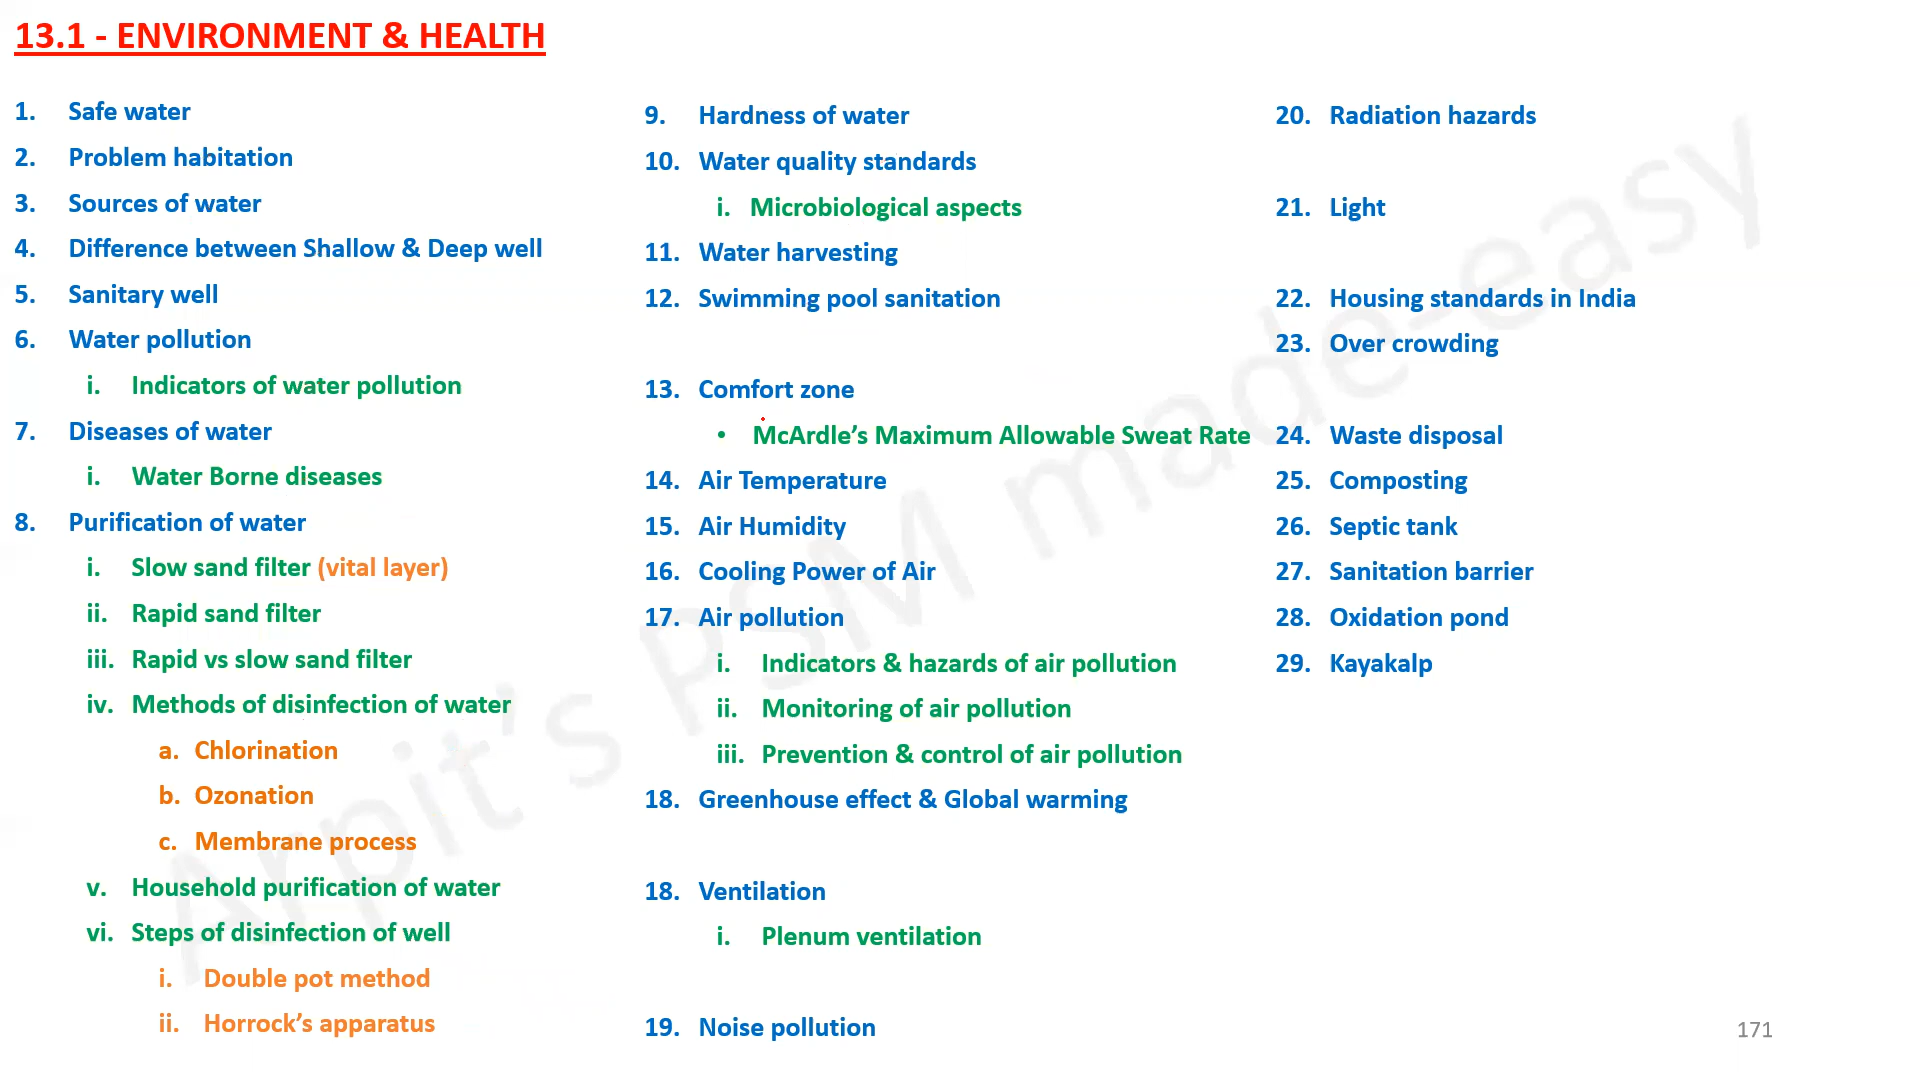 13.1 - ENVIRONMENT & HEALTH
1. Safe water
2. Problem habitation
3. Sources of water
4. Difference between Shallow & Deep well
5. Sanitary well
6. Water pollution
i. Indicators of water pollution
7. Diseases of water
i. Water Borne diseases
8. Purification of water
i. Slow sand filter (vital layer)
ii. Rapid sand filter
iii. Rapid vs slow sand filter
iv. Methods of disinfection of water
a. Chlorination
b. Ozonation
c. Membrane process
v. Household purification of water
vi. Steps of disinfection of well
i. Double pot method
ii. Horrock’s apparatus
9. Hardness of water
10. Water quality standards
i. Microbiological aspects
11. Water harvesting
12. Swimming pool sanitation
13. Comfort zone
• McArdle’s Maximum Allowable Sweat Rate
14. Air Temperature
15. Air Humidity
16. Cooling Power of Air
17. Air pollution
i. Indicators & hazards of air pollution
ii. Monitoring of air pollution
iii. Prevention & control of air pollution
18. Greenhouse effect & Global warming
18. Ventilation
i. Plenum ventilation
19. Noise pollution
20. Radiation hazards
21. Light
22. Housing standards in India
23. Over crowding
24. Waste disposal
25. Composting
26. Septic tank
27. Sanitation barrier
28. Oxidation pond
29. Kayakalp
Arpit's PSM made-easy
171